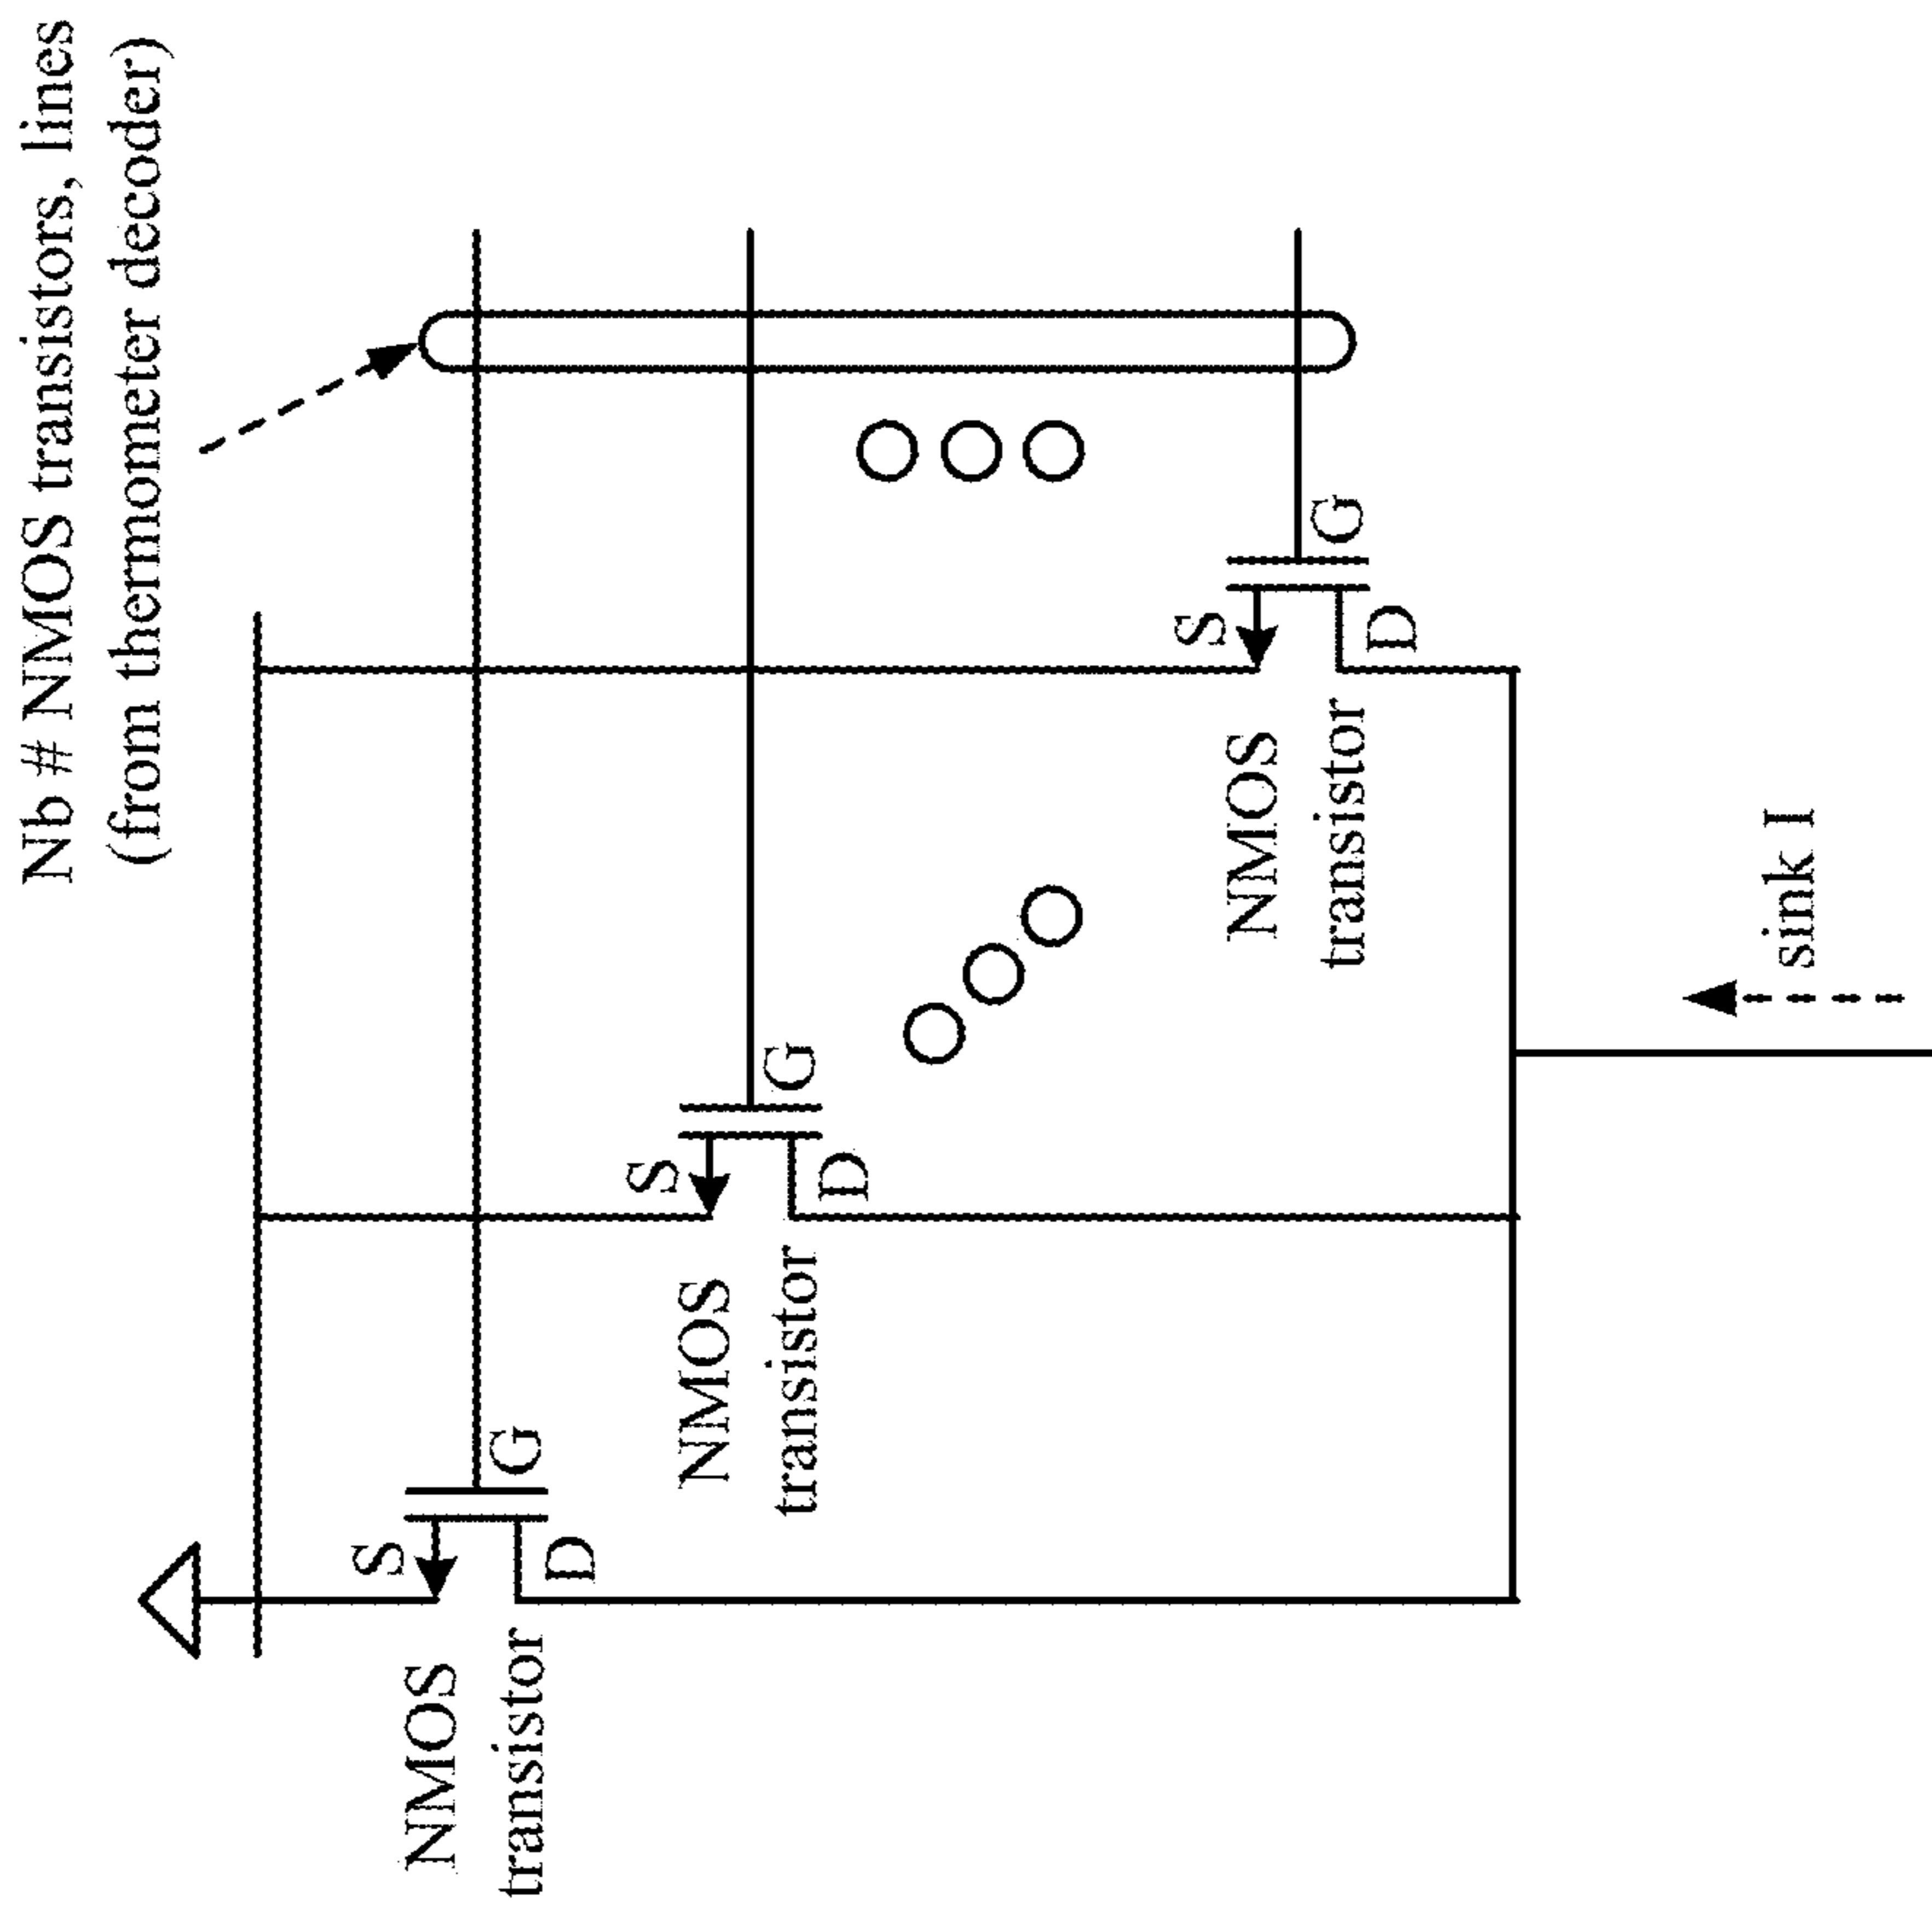 Nb # NMOS transistors, lines
(from thermometer decoder)
NMOS
transistor
S
G
D
NMOS
transistor
S
G
D
NMOS
transistor
S
G
D
sink I